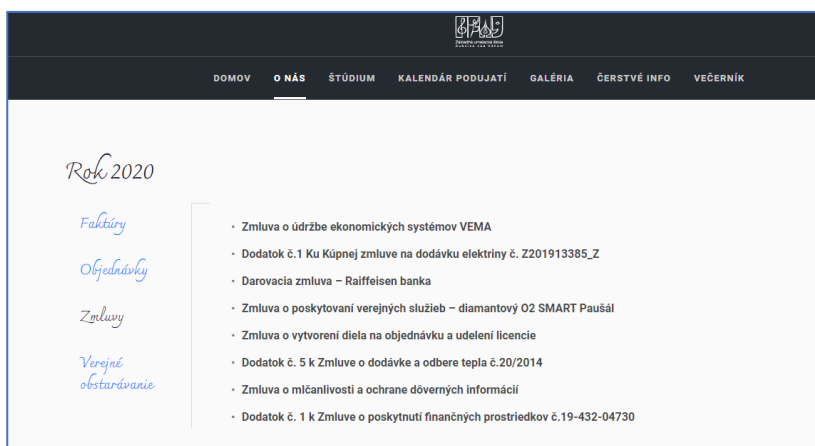 Základná umelecká škola
DOMOV O NÁS ŠTÚDIUM KALENDÁR PODUJATÍ GALÉRIA ČERSTVÉ INFO VEČERNÍK
Rok 2020
Faktúry
Objednávky
Zmluvy
Verejné
obstarávanie
• Zmluva o údržbe ekonomických systémov VEMA
• Dodatok č.1 Ku Kúpnej zmluve na dodávku elektriny č. Z201913385_Z
• Darovacia zmluva – Raiffeisen banka
• Zmluva o poskytovaní verejných služieb – diamantový O2 SMART Paušál
• Zmluva o vytvorení diela na objednávku a udelení licencie
• Dodatok č. 5 k Zmluve o dodávke a odbere tepla č.20/2014
• Zmluva o mlčanlivosti a ochrane dôverných informácií
• Dodatok č. 1 k Zmluve o poskytnutí finančných prostriedkov č.19-432-04730